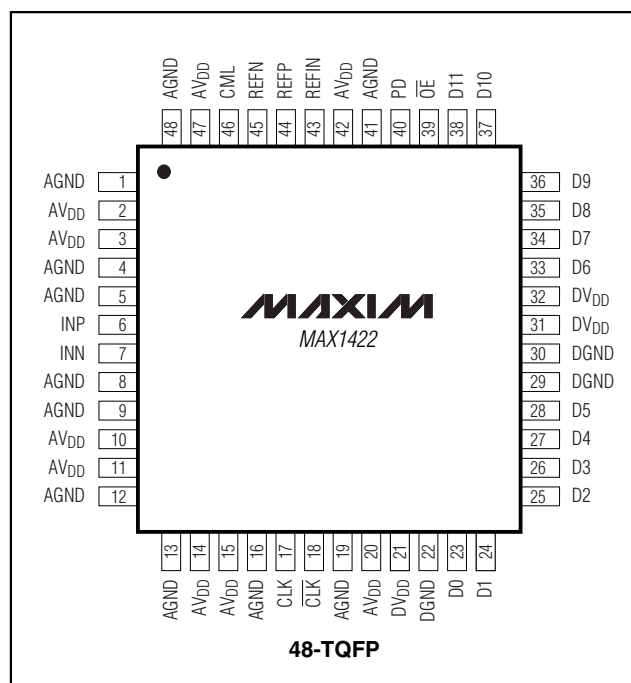 AGND AVDD CML REFN REFP REFIN AVDD AGND PD OE D11 D10
48 47 46 45 44 43 42 41 40 39 38 37
AGND 1 36 D9
AVDD 2 35 D8
AVDD 3 34 D7
AGND 4 33 D6
AGND 5 32 DVDD
INP 6 31 DVDD
INN 7 30 DGND
AGND 8 29 DGND
AGND 9 28 D5
AVDD 10 27 D4
AVDD 11 26 D3
AGND 12 25 D2
MAXIM
MAX1422
13 14 15 16 17 18 19 20 21 22 23 24
AGND AVDD AVDD AGND CLK CLK AGND AVDD DVDD DGND D0 D1
48-TQFP